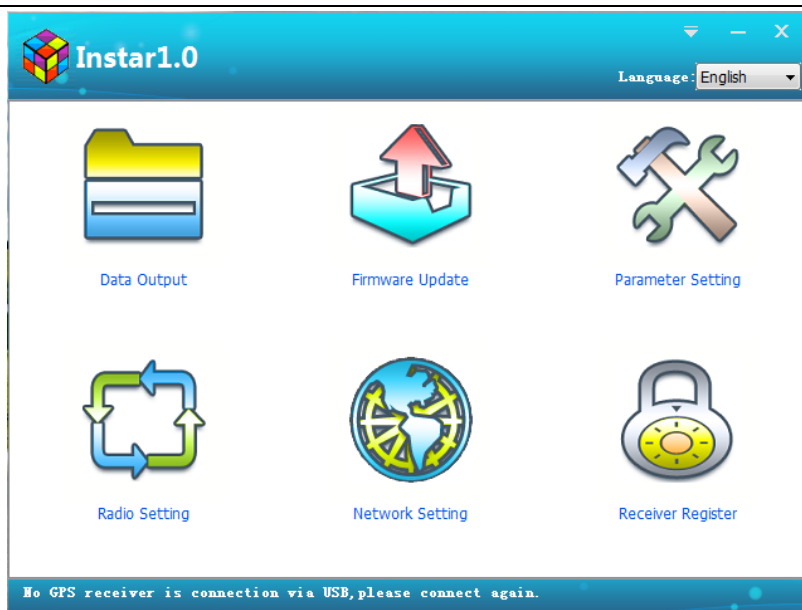 Instar1.0
Language: English
Data Output
Firmware Update
Parameter Setting
Radio Setting
Network Setting
Receiver Register
No GPS receiver is connection via USB,please connect again.